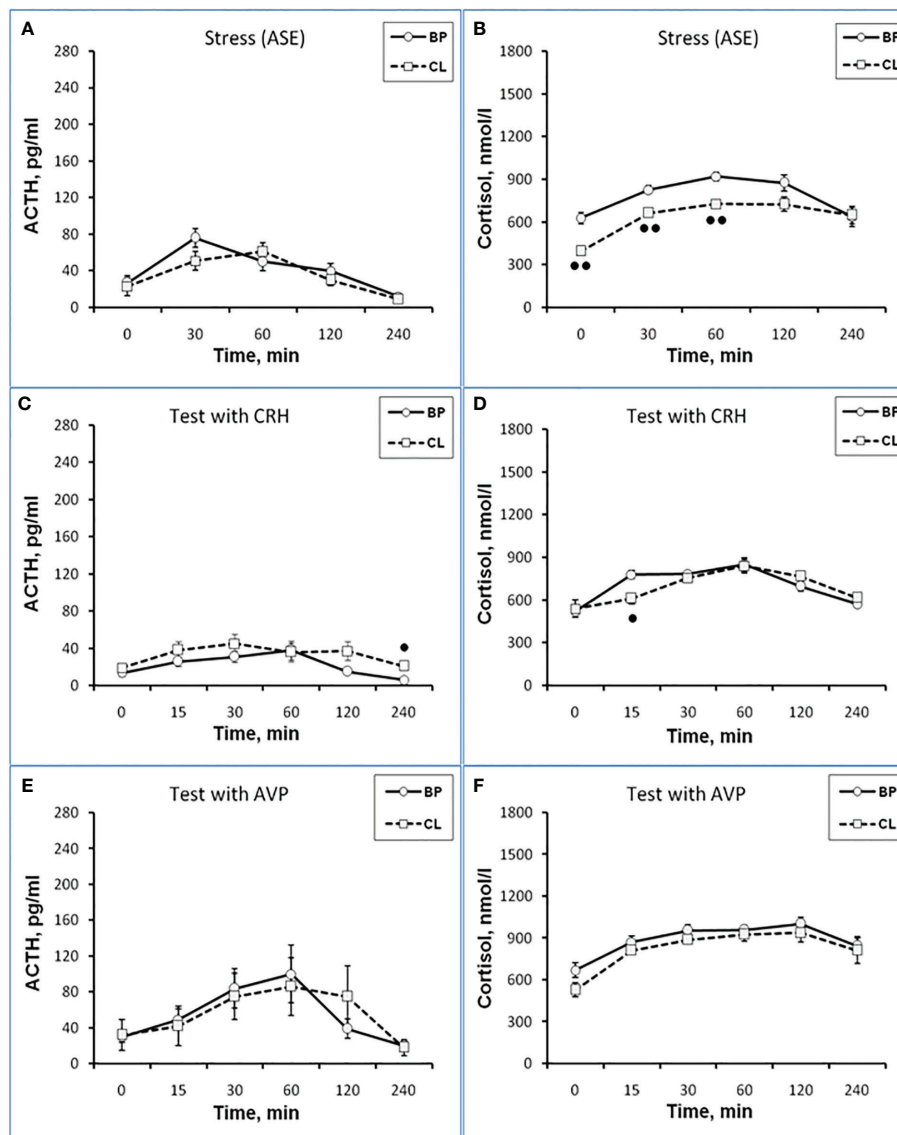 A
Stress (ASE)
BP
CL
280
240
200
160
120
80
40
0
ACTH, pg/ml
0 30 60 120 240
Time, min
B
Stress (ASE)
BP
CL
1800
1500
1200
900
600
300
0
Cortisol, nmol/l
0 30 60 120 240
Time, min
C
Test with CRH
BP
CL
280
240
200
160
120
80
40
0
ACTH, pg/ml
0 15 30 60 120 240
Time, min
D
Test with CRH
BP
CL
1800
1500
1200
900
600
300
0
Cortisol, nmol/l
0 15 30 60 120 240
Time, min
E
Test with AVP
BP
CL
280
240
200
160
120
80
40
0
ACTH, pg/ml
0 15 30 60 120 240
Time, min
F
Test with AVP
BP
CL
1800
1500
1200
900
600
300
0
Cortisol, nmol/l
0 15 30 60 120 240
Time, min